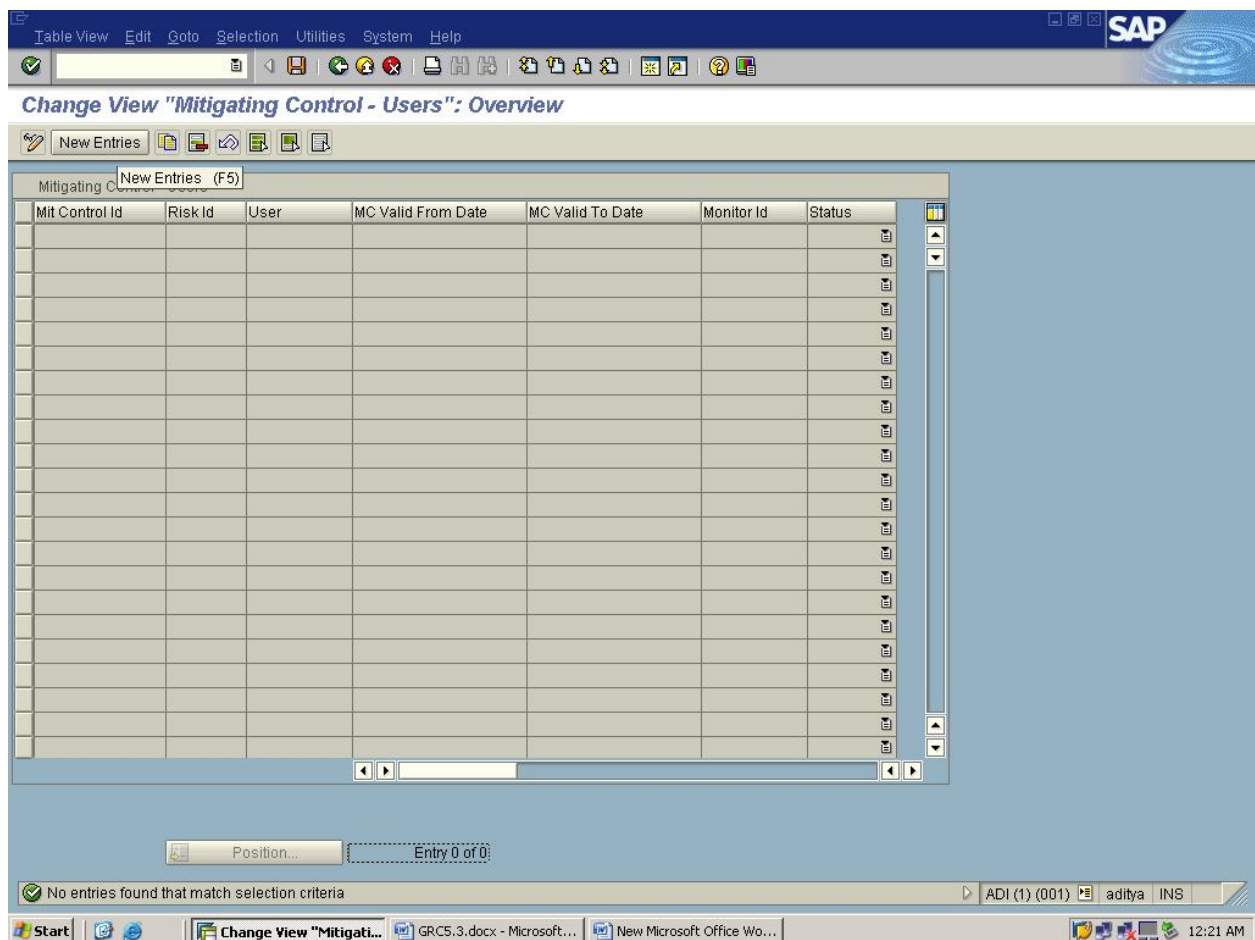 Table View Edit Goto Selection Utilities System Help
SAP
Change View "Mitigating Control - Users": Overview
New Entries
New Entries (F5)
Mitigating
Mit Control Id Risk Id User MC Valid From Date MC Valid To Date Monitor Id Status
Position... Entry 0 of 0
No entries found that match selection criteria
ADI (1) (001) aditya INS
Start Change View "Mitigati... GRC5.3.docx - Microsoft... New Microsoft Office Wo... 12:21 AM